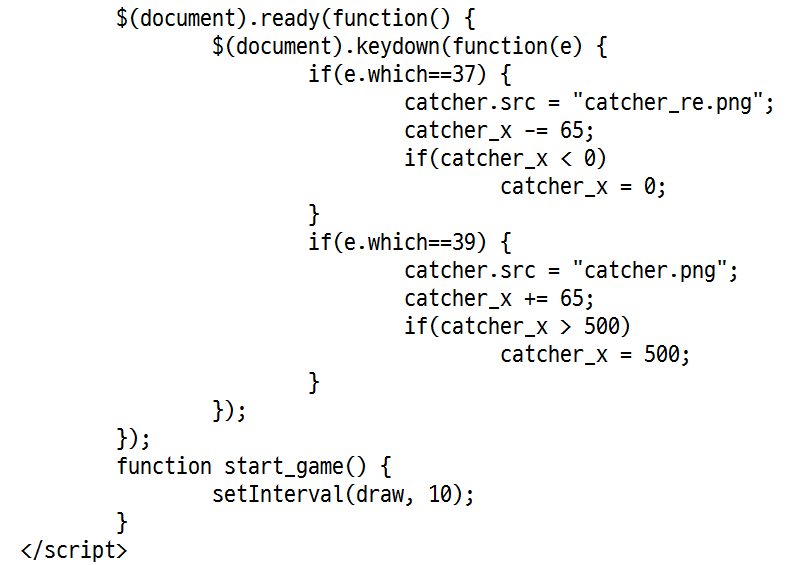 $(document).ready(function() {
$(document).keydown(function(e) {
if(e.which==37) {
catcher.src = "catcher_re.png";
catcher_x -= 65;
if(catcher_x < 0)
catcher_x = 0;
}
if(e.which==39) {
catcher.src = "catcher.png";
catcher_x += 65;
if(catcher_x > 500)
catcher_x = 500;
}
});
});
function start_game() {
setInterval(draw, 10);
}
</script>